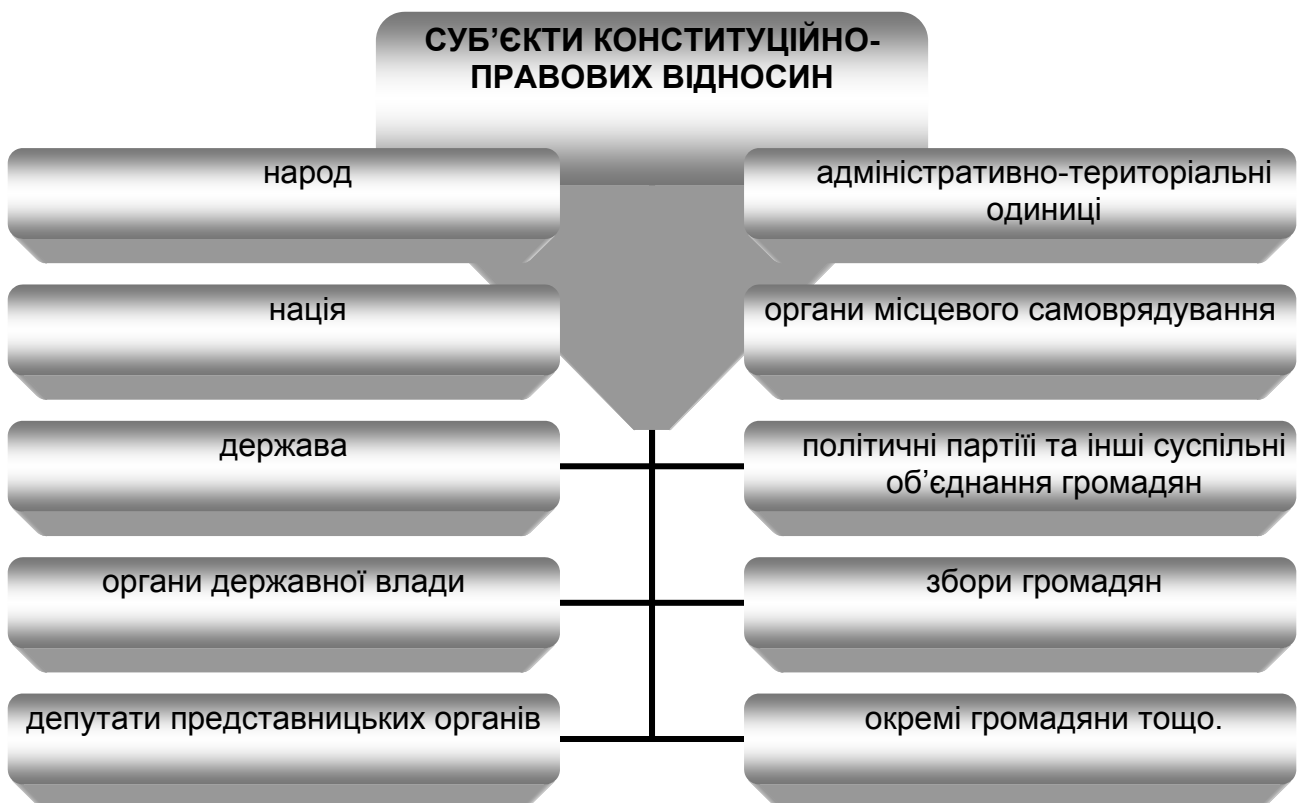 СУБ’ЄКТИ КОНСТИТУЦІЙНО-
ПРАВОВИХ ВІДНОСИН
народ
адміністративно-територіальні
одиниці
нація
органи місцевого самоврядування
держава
політичні партіїї та інші суспільні
об’єднання громадян
органи державної влади
збори громадян
депутати представницьких органів
окремі громадяни тощо.